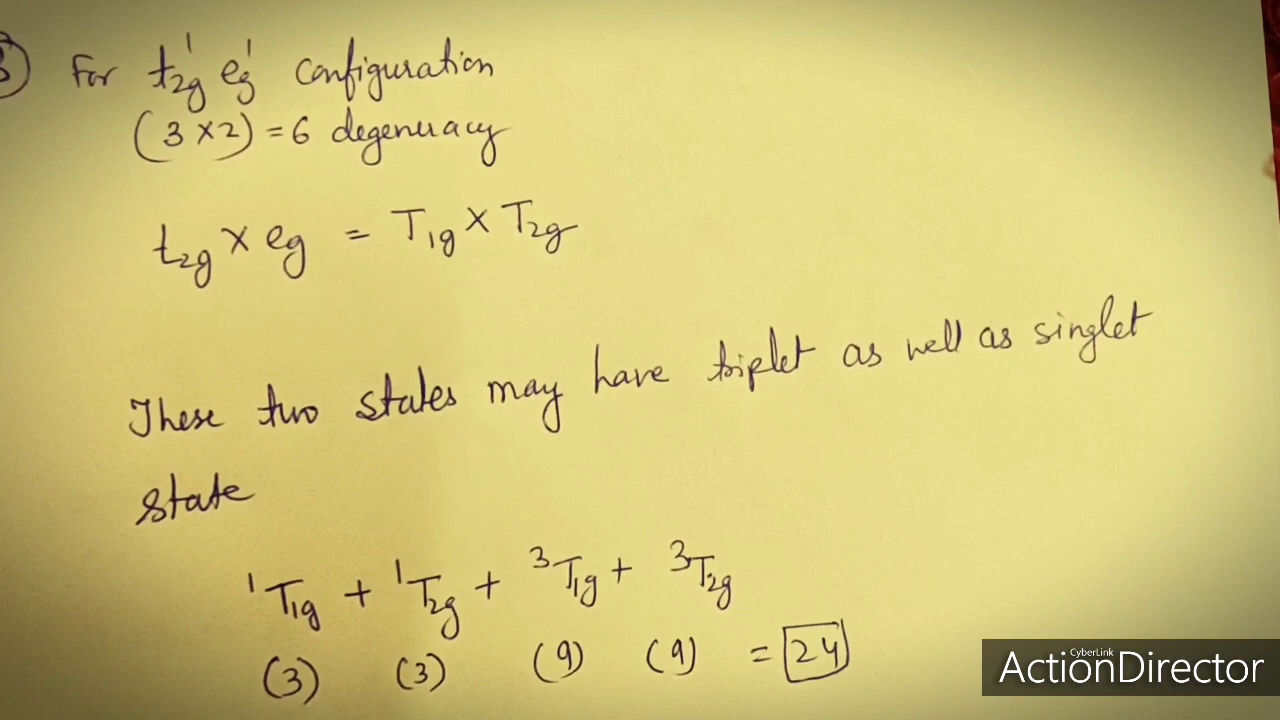 3) For t₂g¹ eg¹ configuration
(3×2) = 6 degeneracy
t₂g × eg = T₁g × T₂g
These two states may have triplet as well as singlet
state
¹T₁g + ¹T₂g + ³T₁g + ³T₂g
(3) (3) (9) (9) = 24
CyberLink
ActionDirector